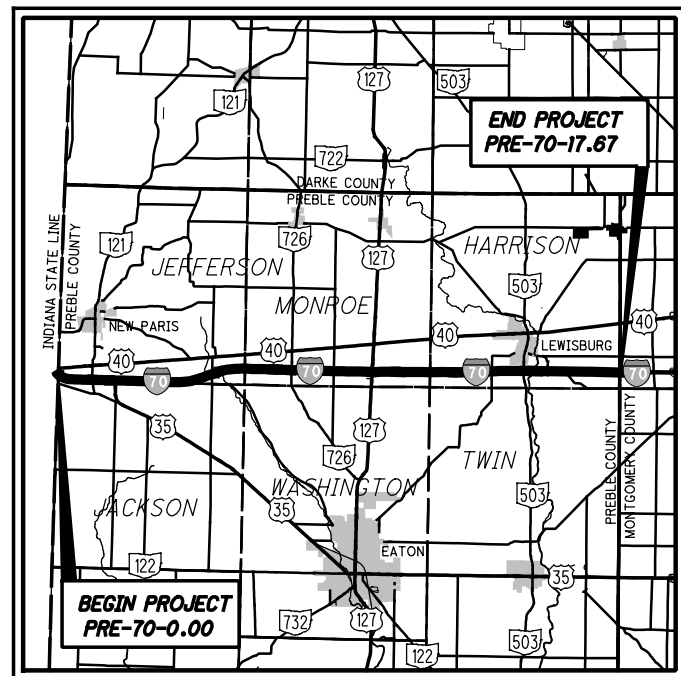 127
503
121
END PROJECT
PRE-70-17.67
722
DARKE COUNTY
PREBLE COUNTY
INDIANA STATE LINE
PREBLE COUNTY
121
726
127
HARRISON
JEFFERSON
503
MONROE
NEW PARIS
40
40
40
40
LEWISBURG
70
70
70
70
35
127
726
TWIN
PREBLE COUNTY
MONTGOMERY COUNTY
WASHINGTON
503
JACKSON
35
EATON
122
35
BEGIN PROJECT
PRE-70-0.00
732
127
503
122